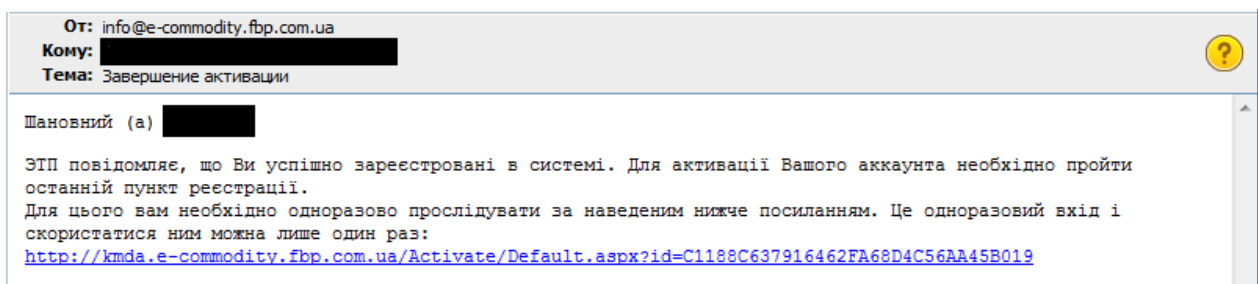 От: info@e-commodity.fbp.com.ua
Кому:
Тема: Завершение активации
?
Шановний (а)
ЭТП повідомляє, що Ви успішно зареєстровані в системі. Для активації Вашого аккаунта необхідно пройти
останній пункт реєстрації.
Для цього вам необхідно одноразово прослідувати за наведеним нижче посиланням. Це одноразовий вхід і
скористатися ним можна лише один раз:
http://kmda.e-commodity.fbp.com.ua/Activate/Default.aspx?id=C1188C637916462FA68D4C56AA45B019